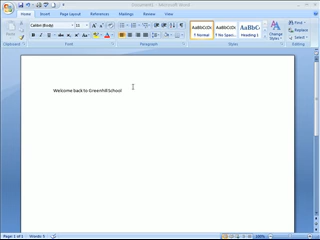 Document1 - Microsoft Word
Home Insert Page Layout References Mailings Review View
Calibri (Body) 11
AaBbCcDc AaBbCcDc AaBbC
¶ Normal ¶ No Spaci... Heading 1
Change Styles
Find
Replace
Select
Clipboard Font Paragraph Styles Editing
Welcome back to Greenhill School
Page: 1 of 1 Words: 5 100%